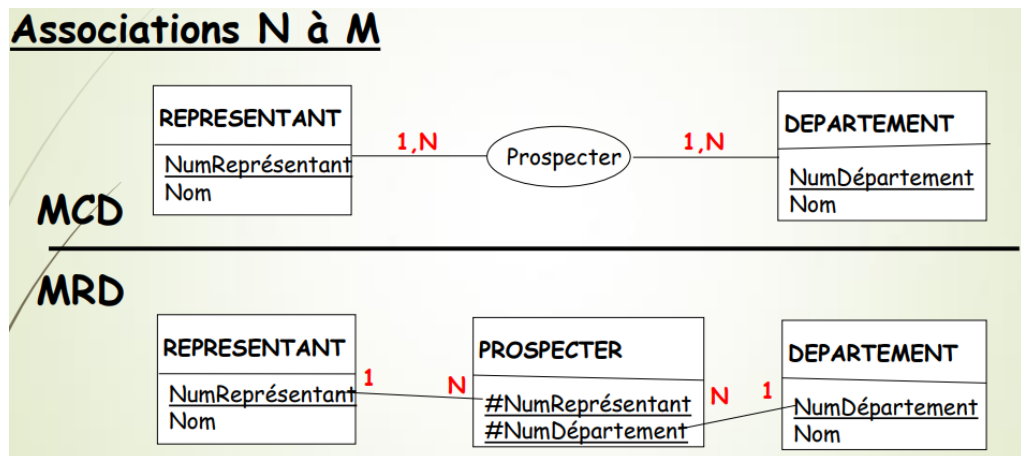 Associations N à M
REPRESENTANT
NumReprésentant
Nom
1,N
Prospecter
1,N
DEPARTEMENT
NumDépartement
Nom
MCD
MRD
REPRESENTANT
NumReprésentant
Nom
1
N
PROSPECTER
#NumReprésentant
#NumDépartement
N
1
DEPARTEMENT
NumDépartement
Nom